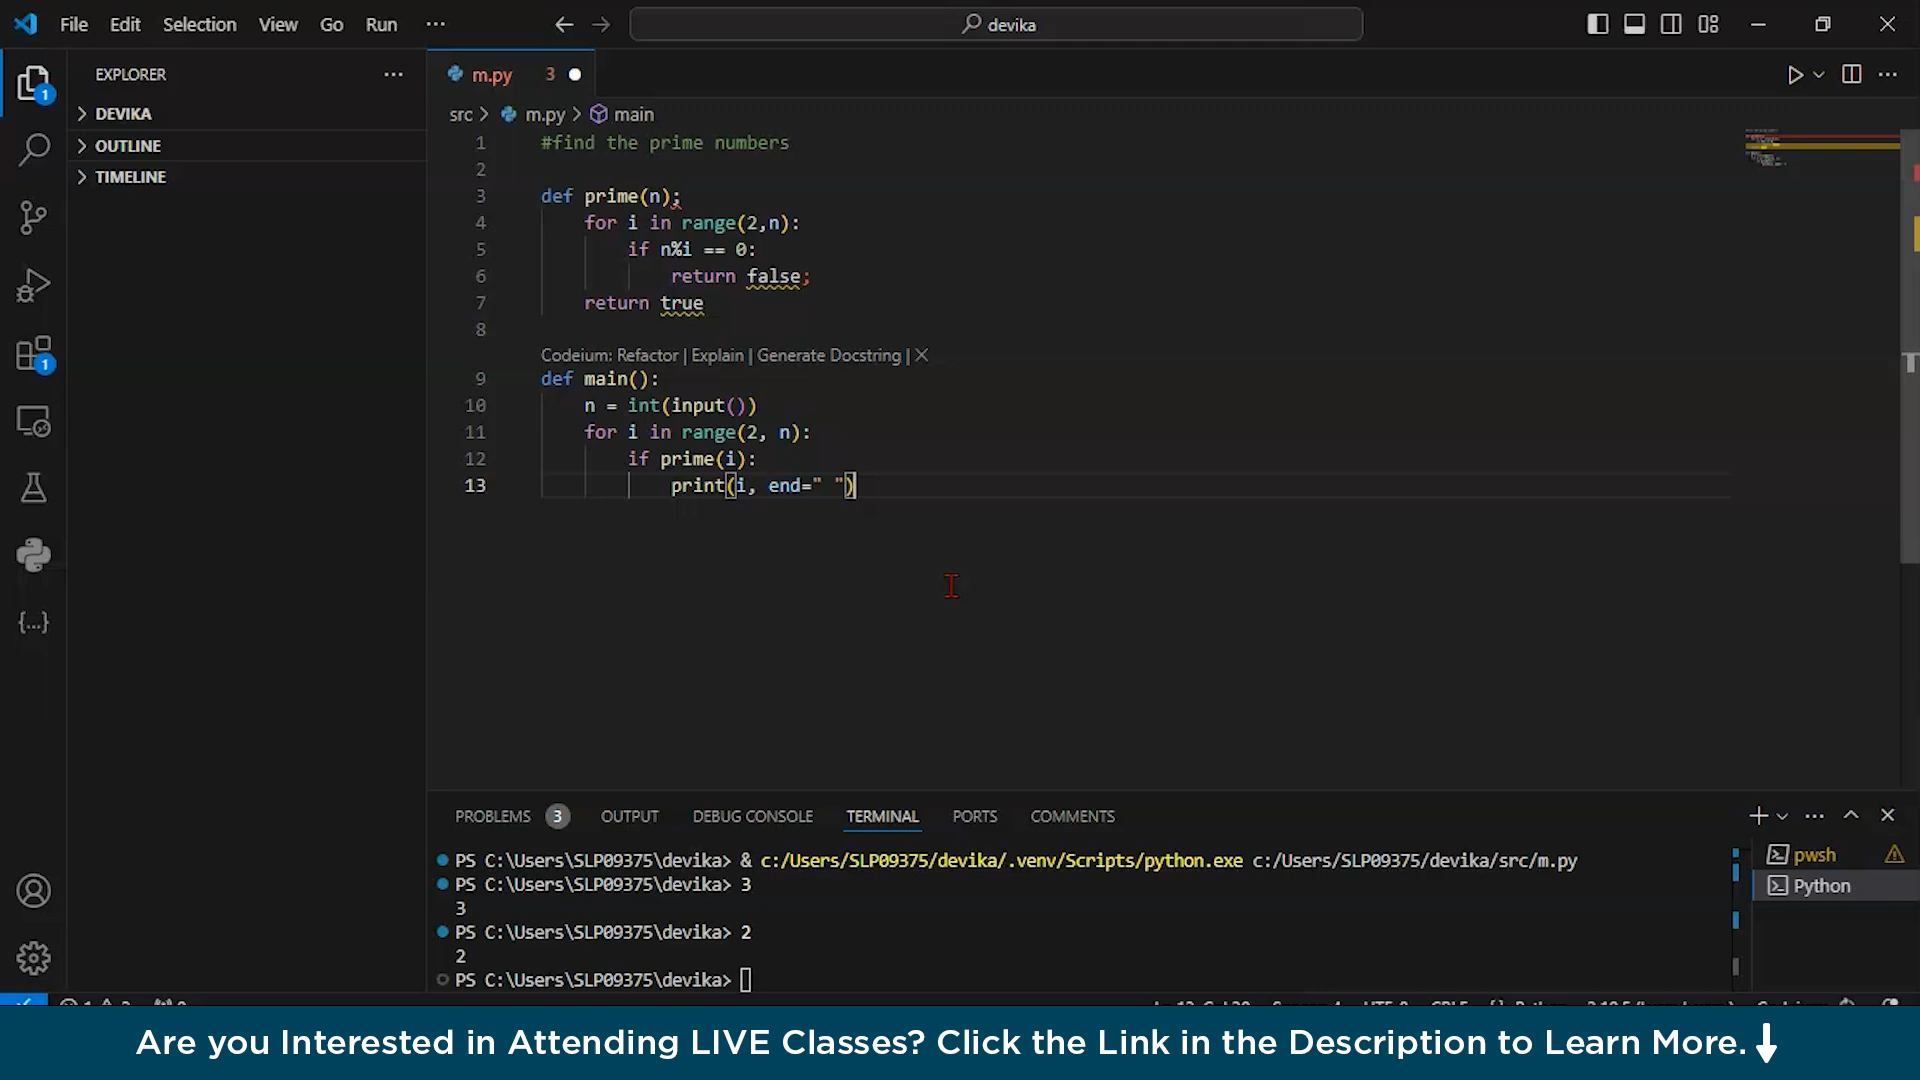 File Edit Selection View Go Run ··· devika
EXPLORER ···
DEVIKA
OUTLINE
TIMELINE
1
1
m.py 3
src > m.py > main
1 #find the prime numbers
2
3 def prime(n);
4 for i in range(2,n):
5 if n%i == 0:
6 return false;
7 return true
8
Codeium: Refactor | Explain | Generate Docstring | X
9 def main():
10 n = int(input())
11 for i in range(2, n):
12 if prime(i):
13 print(i, end=" ")
PROBLEMS 3 OUTPUT DEBUG CONSOLE TERMINAL PORTS COMMENTS
PS C:\Users\SLP09375\devika> & c:/Users/SLP09375/devika/.venv/Scripts/python.exe c:/Users/SLP09375/devika/src/m.py
PS C:\Users\SLP09375\devika> 3
3
PS C:\Users\SLP09375\devika> 2
2
PS C:\Users\SLP09375\devika>
pwsh
Python
Are you Interested in Attending LIVE Classes? Click the Link in the Description to Learn More.